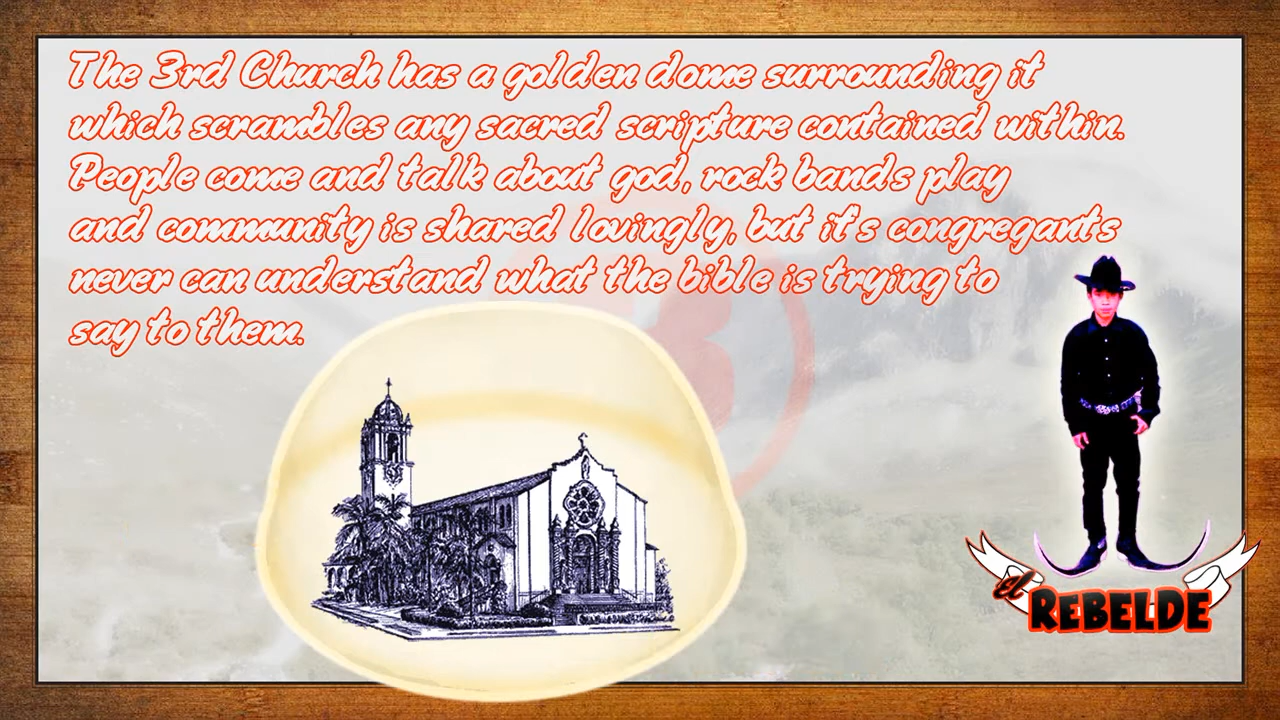 The 3rd Church has a golden dome surrounding it
which scrambles any sacred scripture contained within.
People come and talk about god, rock bands play
and community is shared lovingly, but it's congregants
never can understand what the bible is trying to
say to them.
3
El
REBELDE